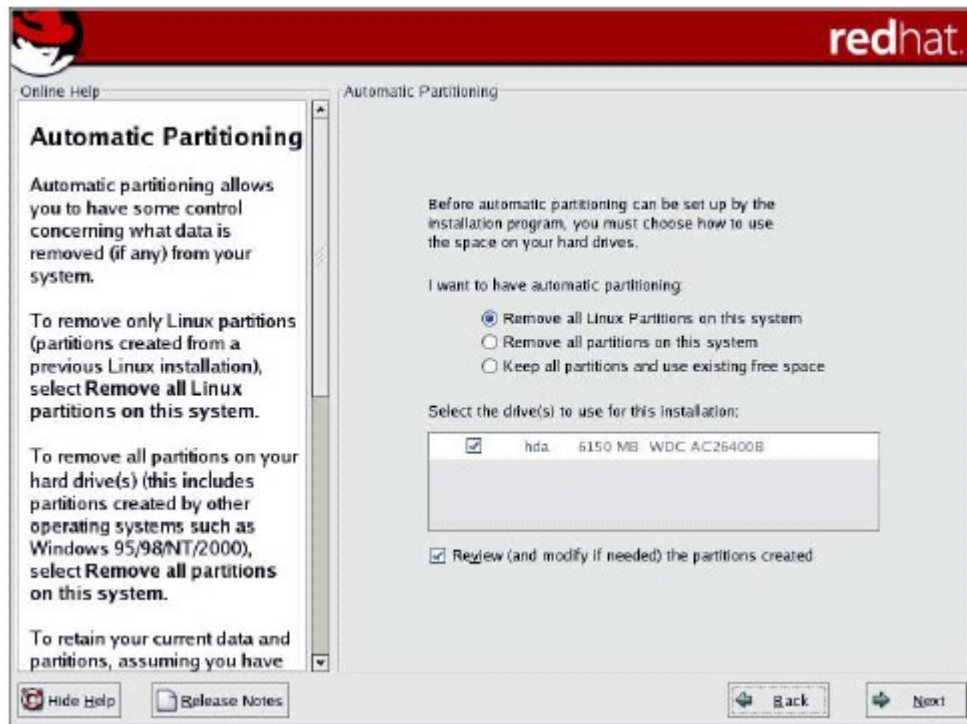 redhat.
Online Help
Automatic Partitioning
Automatic partitioning allows
you to have some control
concerning what data is
removed (if any) from your
system.
To remove only Linux partitions
(partitions created from a
previous Linux installation),
select Remove all Linux
partitions on this system.
To remove all partitions on your
hard drive(s) (this includes
partitions created by other
operating systems such as
Windows 95/98/NT/2000),
select Remove all partitions
on this system.
To retain your current data and
partitions, assuming you have
Automatic Partitioning
Before automatic partitioning can be set up by the
installation program, you must choose how to use
the space on your hard drives.
I want to have automatic partitioning:
Remove all Linux Partitions on this system
Remove all partitions on this system
Keep all partitions and use existing free space
Select the drive(s) to use for this installation:
hda 6150 MB WDC AC26400B
Review (and modify if needed) the partitions created
Hide Help
Release Notes
Back
Next